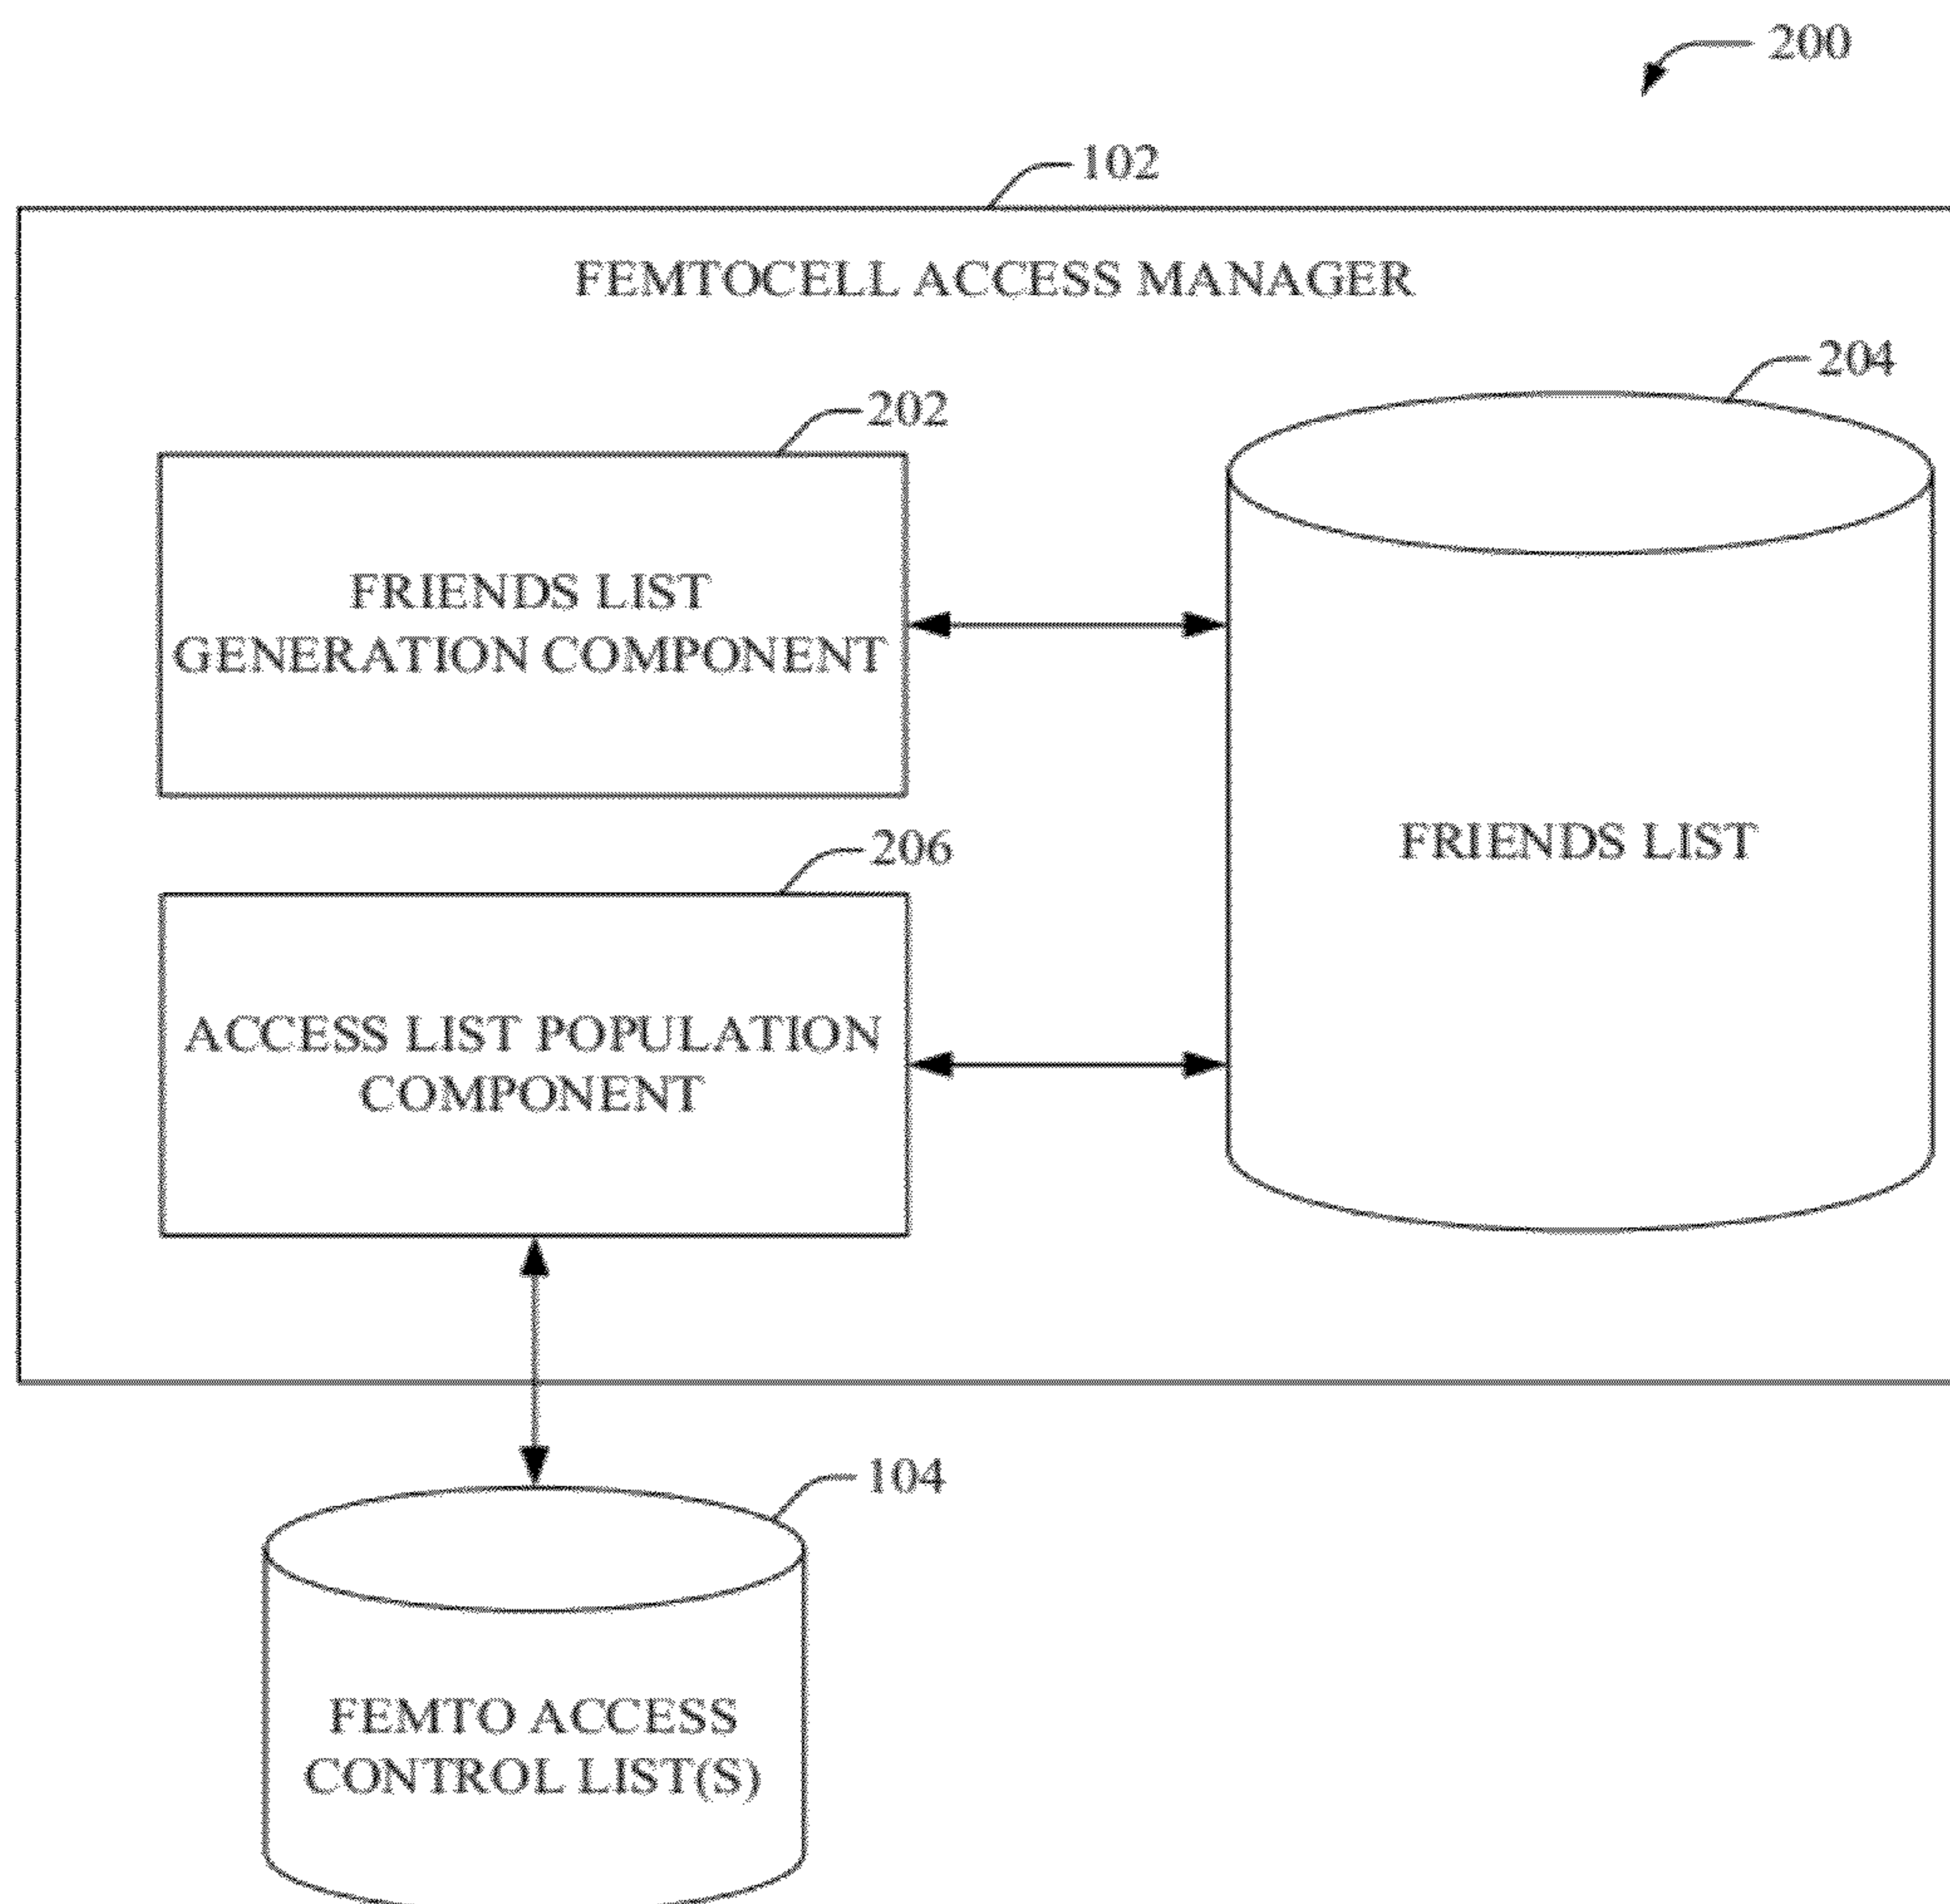 200
102
FEMTOCELL ACCESS MANAGER
204
202
FRIENDS LIST
GENERATION COMPONENT
FRIENDS LIST
206
ACCESS LIST POPULATION
COMPONENT
104
FEMTO ACCESS
CONTROL LIST(S)